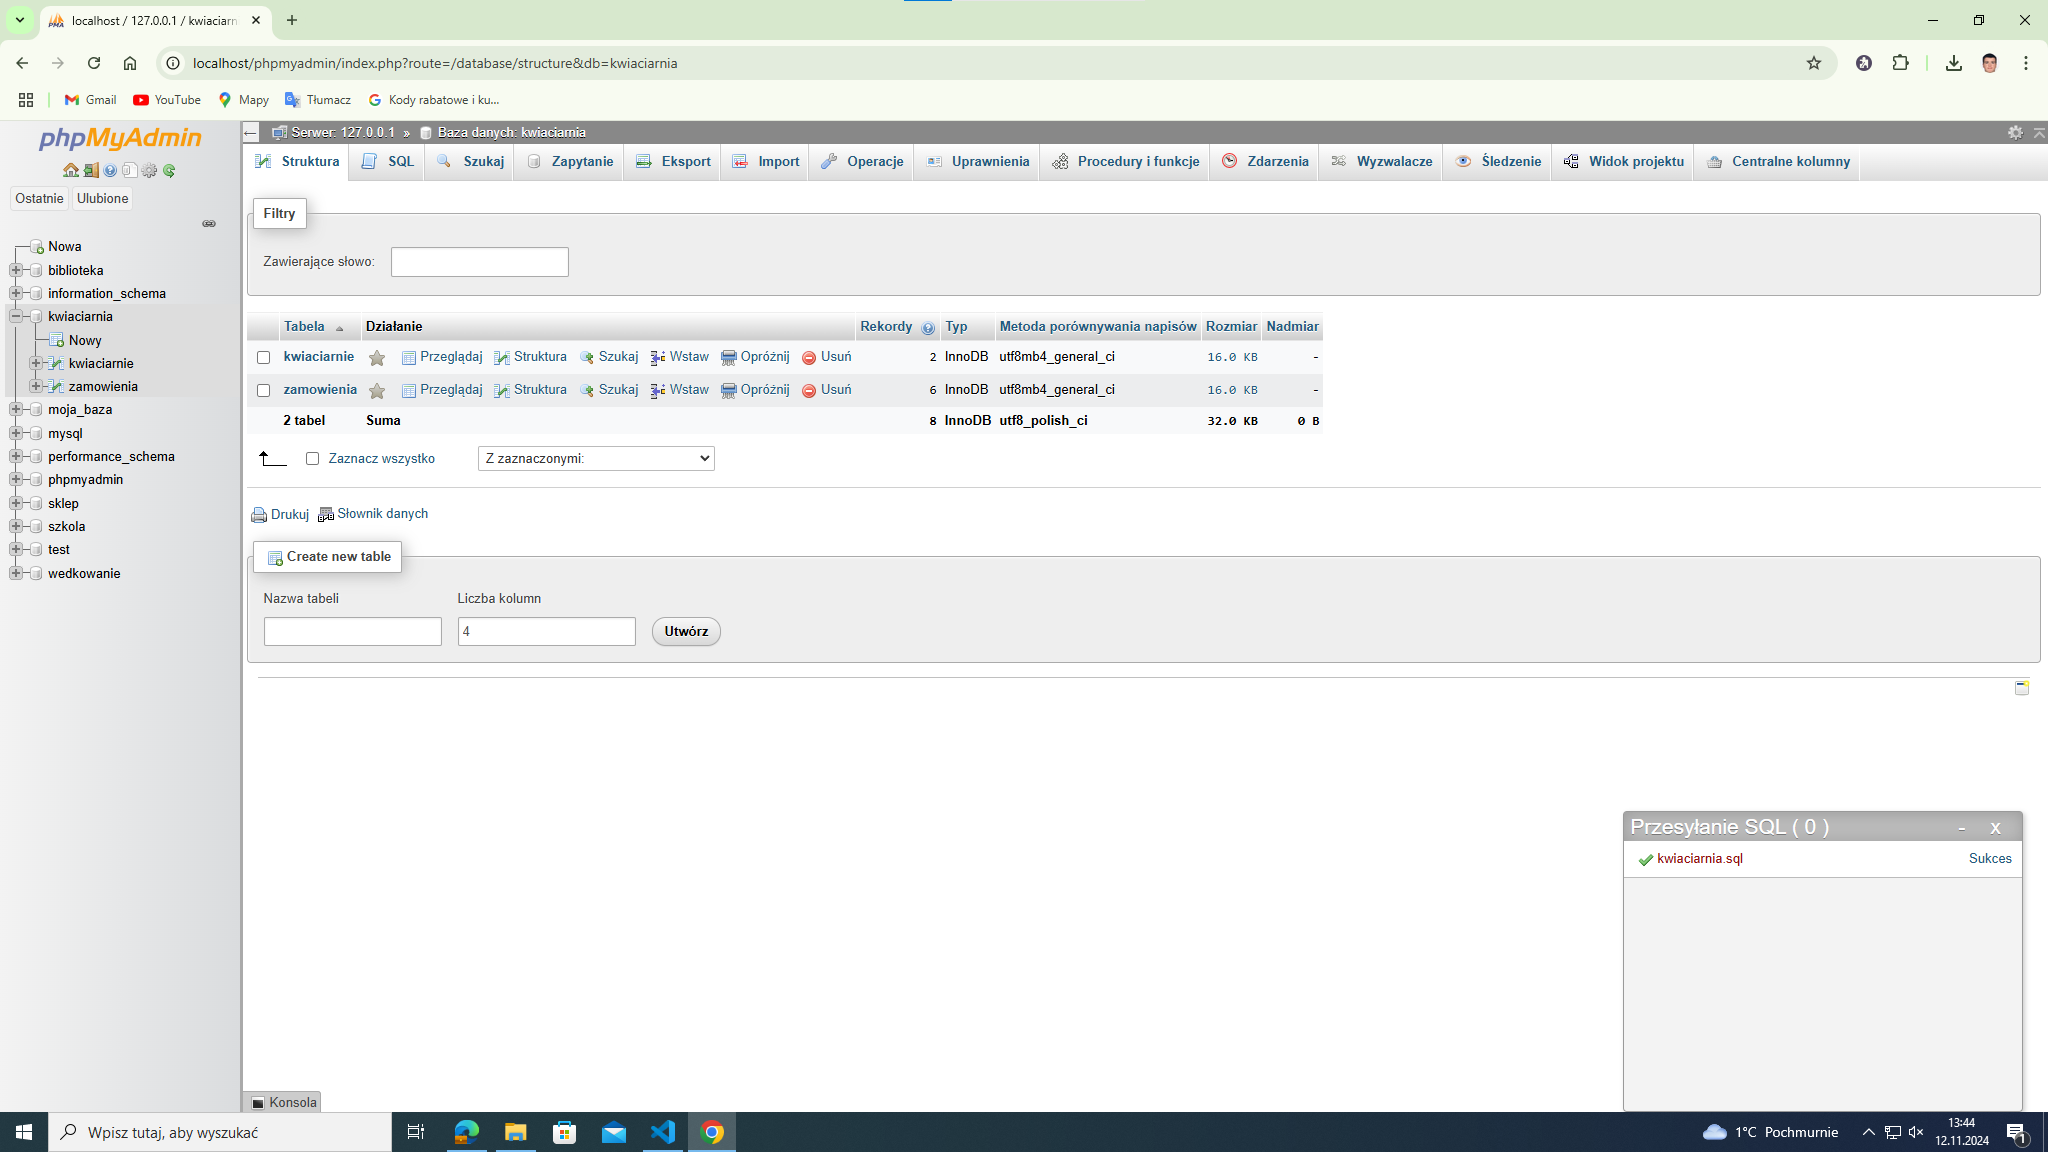 localhost / 127.0.0.1 / kwiaciarn
localhost/phpmyadmin/index.php?route=/database/structure&db=kwiaciarnia
Gmail YouTube Mapy Tłumacz Kody rabatowe i ku...
phpMyAdmin
Ostatnie Ulubione
Nowa
biblioteka
information_schema
kwiaciarnia
Nowy
kwiaciarnie
zamowienia
moja_baza
mysql
performance_schema
phpmyadmin
sklep
szkola
test
wedkowanie
Serwer: 127.0.0.1 » Baza danych: kwiaciarnia
Struktura SQL Szukaj Zapytanie Eksport Import Operacje Uprawnienia Procedury i funkcje Zdarzenia Wyzwalacze Śledzenie Widok projektu Centralne kolumny
Filtry
Zawierające słowo:
Tabela Działanie Rekordy Typ Metoda porównywania napisów Rozmiar Nadmiar
kwiaciarnie Przeglądaj Struktura Szukaj Wstaw Opróżnij Usuń 2 InnoDB utf8mb4_general_ci 16.0 KB -
zamowienia Przeglądaj Struktura Szukaj Wstaw Opróżnij Usuń 6 InnoDB utf8mb4_general_ci 16.0 KB -
2 tabel Suma 8 InnoDB utf8_polish_ci 32.0 KB 0 B
Zaznacz wszystko Z zaznaczonymi:
Drukuj Słownik danych
Create new table
Nazwa tabeli Liczba kolumn
4 Utwórz
Przesyłanie SQL ( 0 ) - x
kwiaciarnia.sql Sukces
Konsola
Wpisz tutaj, aby wyszukać
1°C Pochmurnie
13:44
12.11.2024
1